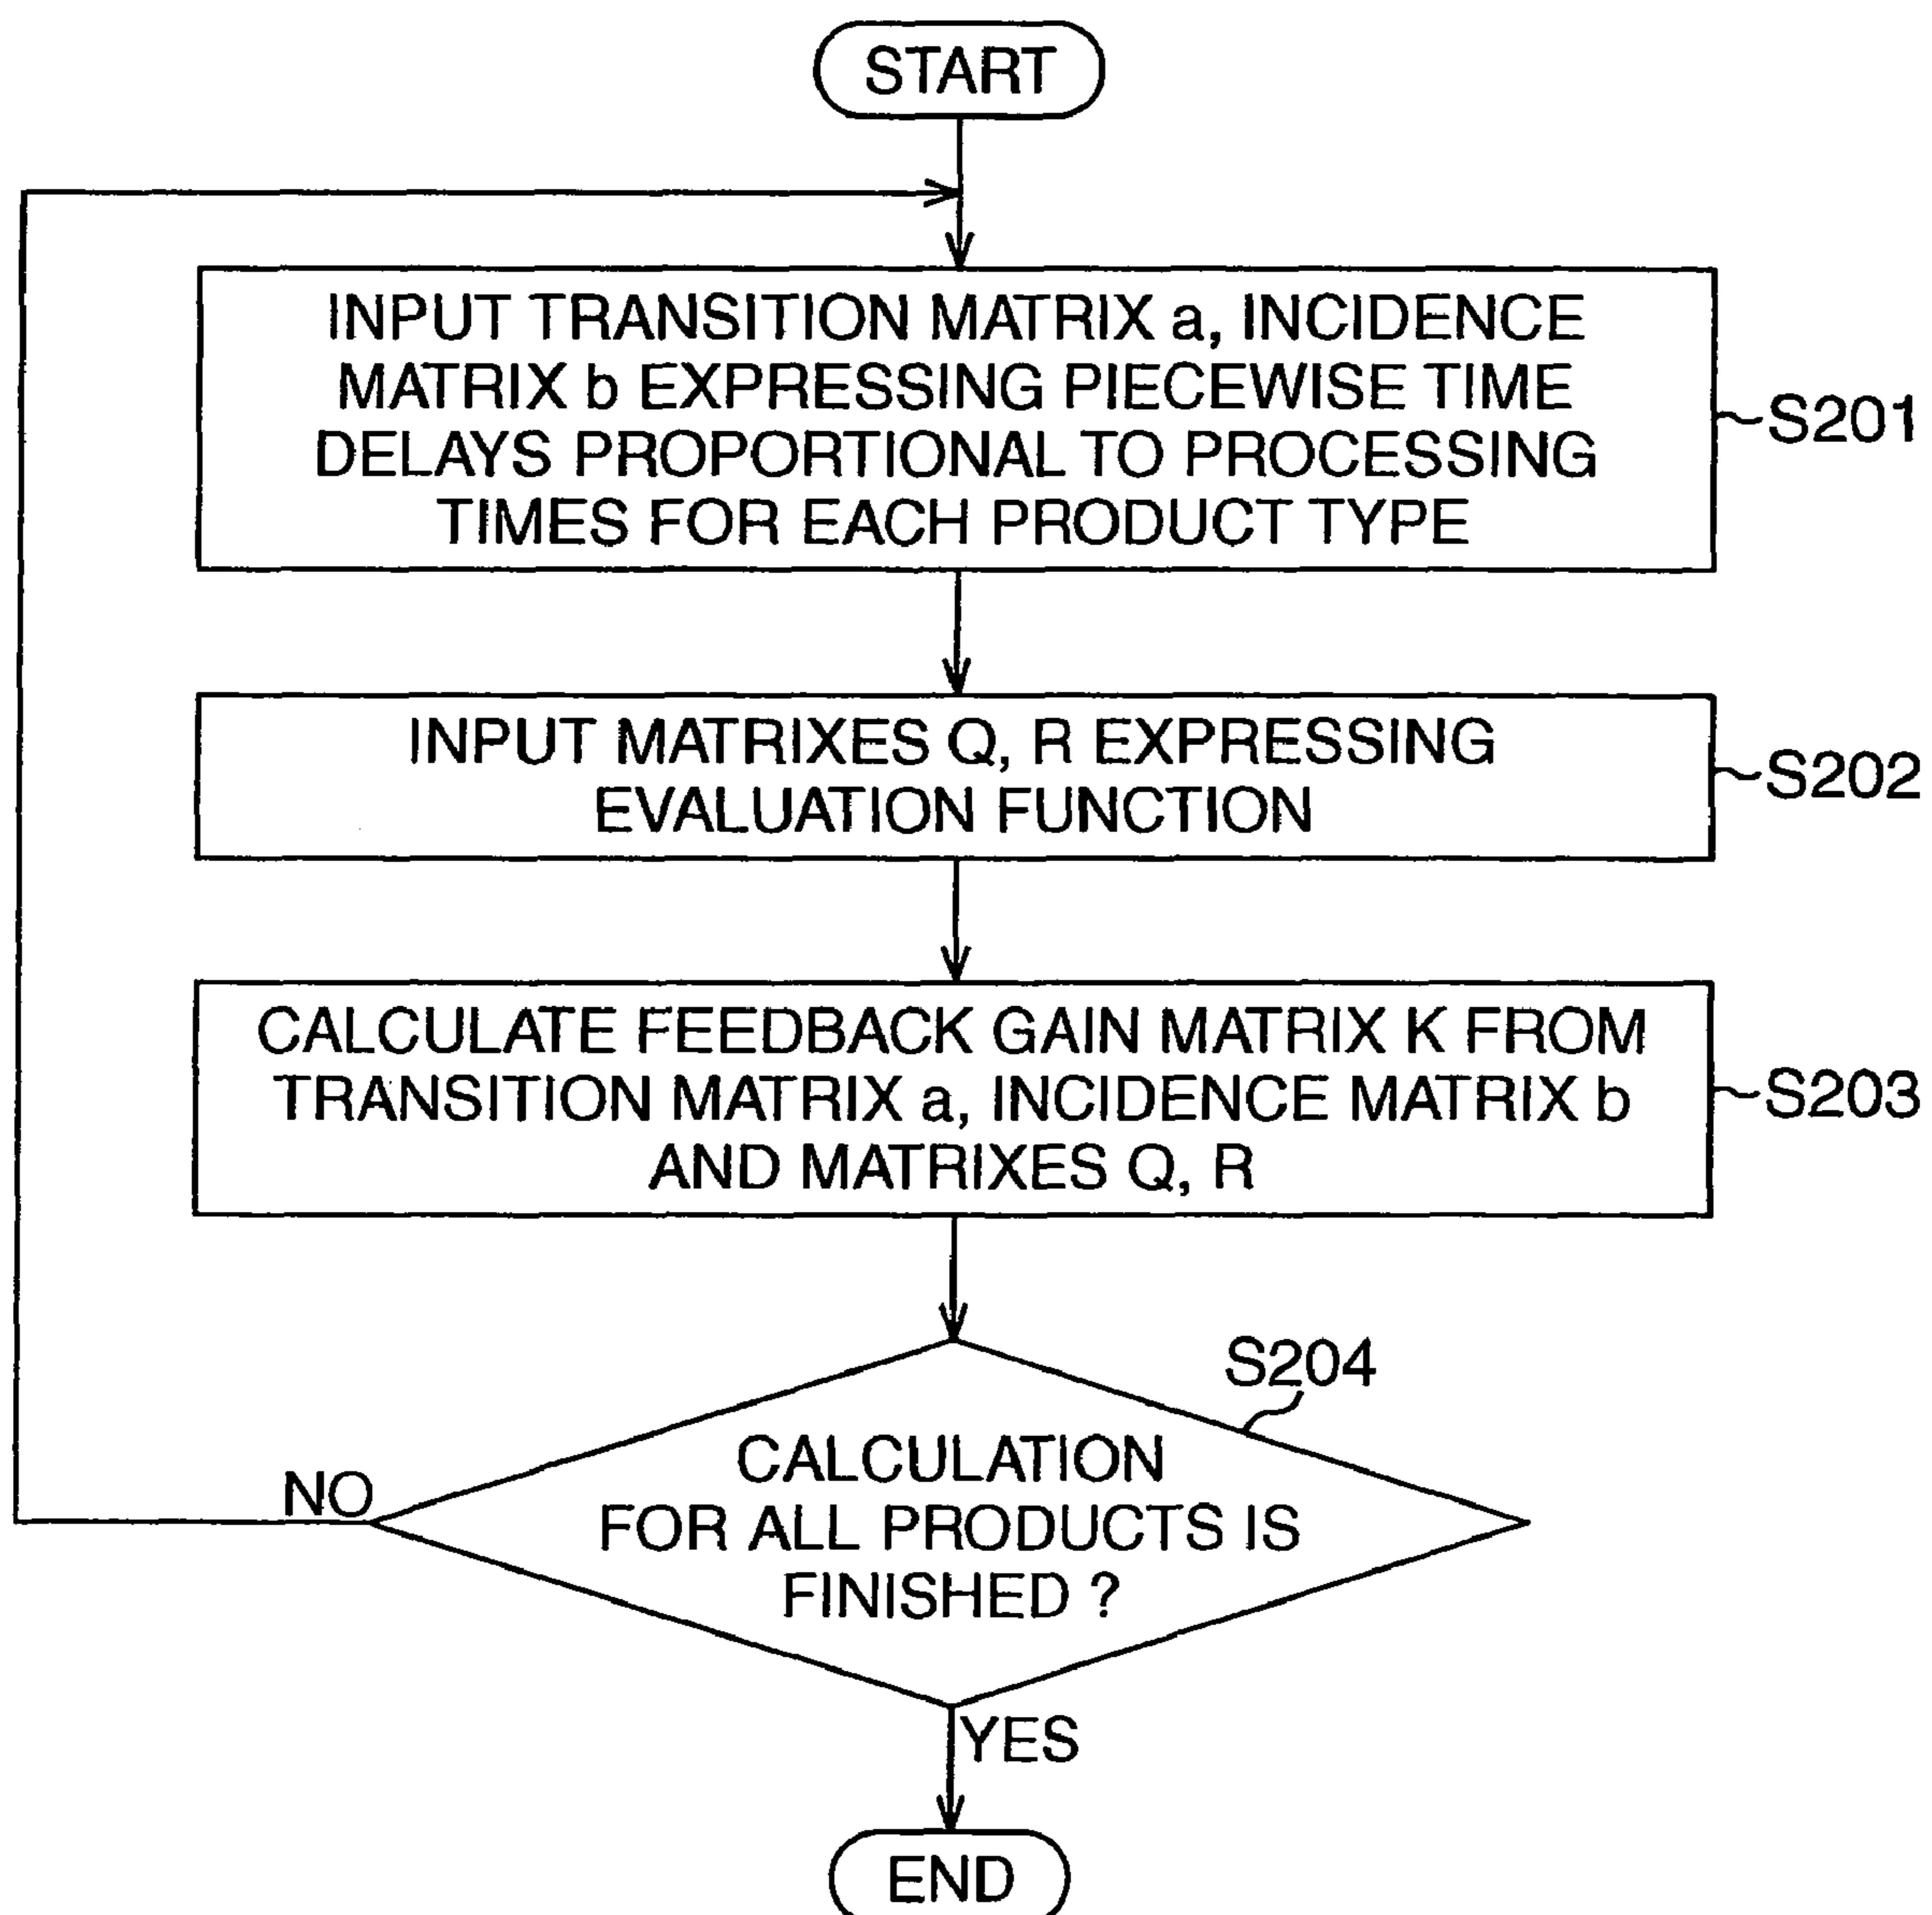 START
INPUT TRANSITION MATRIX a, INCIDENCE
MATRIX b EXPRESSING PIECEWISE TIME
DELAYS PROPORTIONAL TO PROCESSING
TIMES FOR EACH PRODUCT TYPE
S201
INPUT MATRIXES Q, R EXPRESSING
EVALUATION FUNCTION
S202
CALCULATE FEEDBACK GAIN MATRIX K FROM
TRANSITION MATRIX a, INCIDENCE MATRIX b
AND MATRIXES Q, R
S203
S204
CALCULATION
FOR ALL PRODUCTS IS
FINISHED ?
NO
YES
END